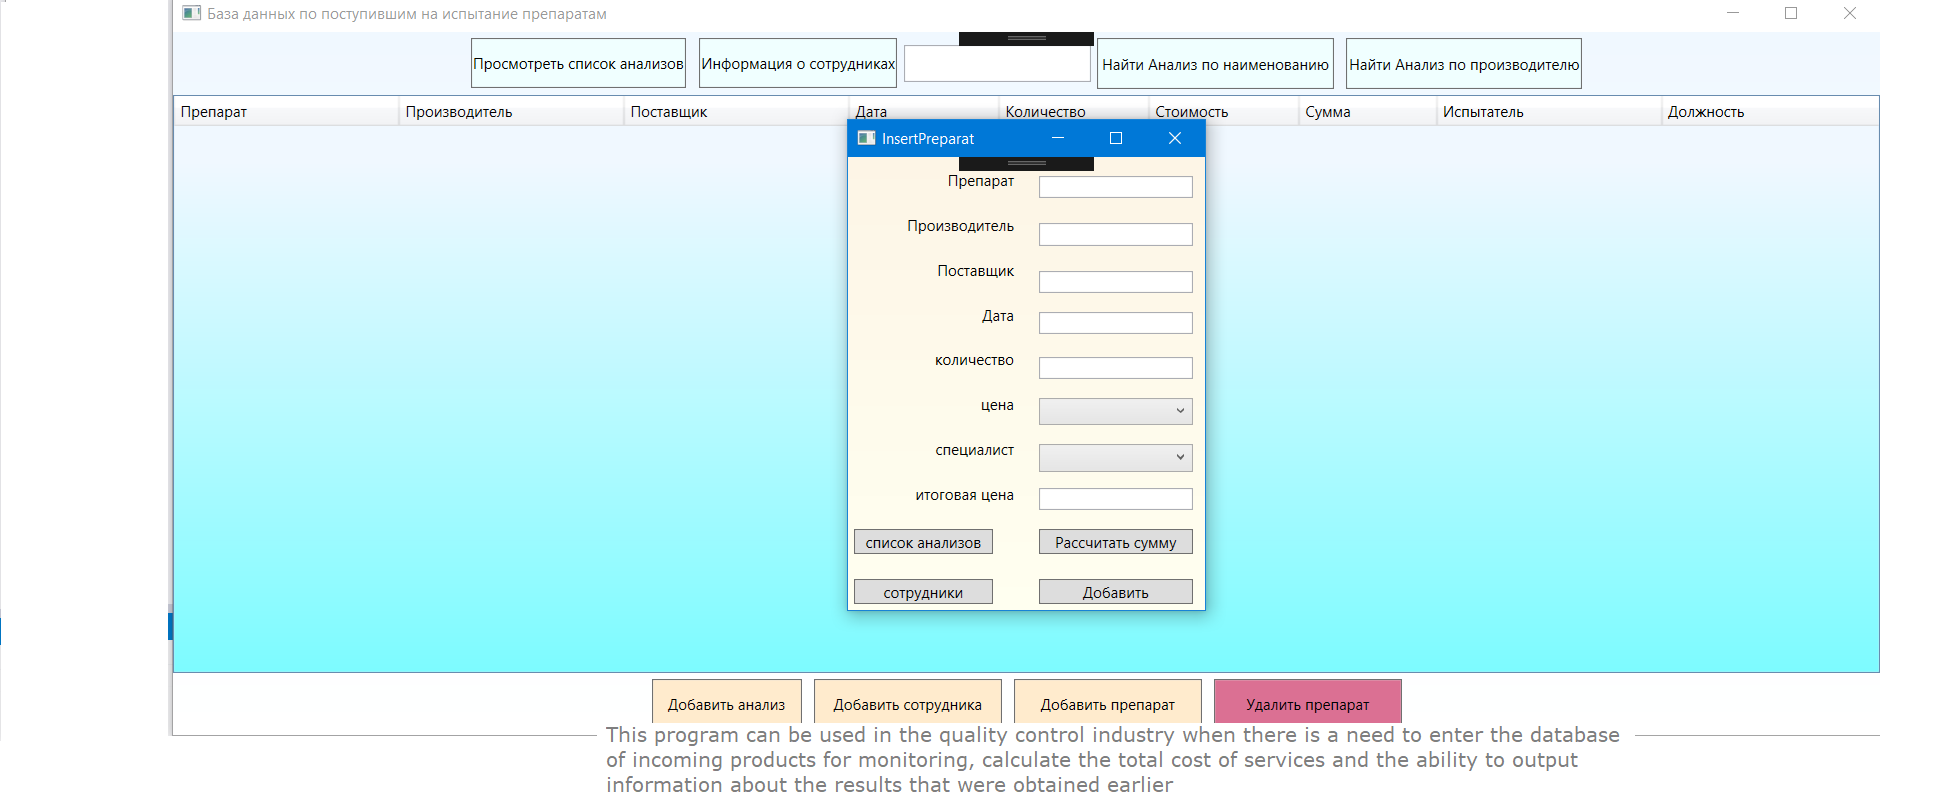 База данных по поступившим на испытание препаратам
Просмотреть список анализов
Информация о сотрудниках
Найти Анализ по наименованию
Найти Анализ по производителю
Препарат Производитель Поставщик Дата Количество Стоимость Сумма Испытатель Должность
InsertPreparat
Препарат
Производитель
Поставщик
Дата
количество
цена
специалист
итоговая цена
список анализов
Рассчитать сумму
сотрудники
Добавить
Добавить анализ
Добавить сотрудника
Добавить препарат
Удалить препарат
This program can be used in the quality control industry when there is a need to enter the database
of incoming products for monitoring, calculate the total cost of services and the ability to output
information about the results that were obtained earlier